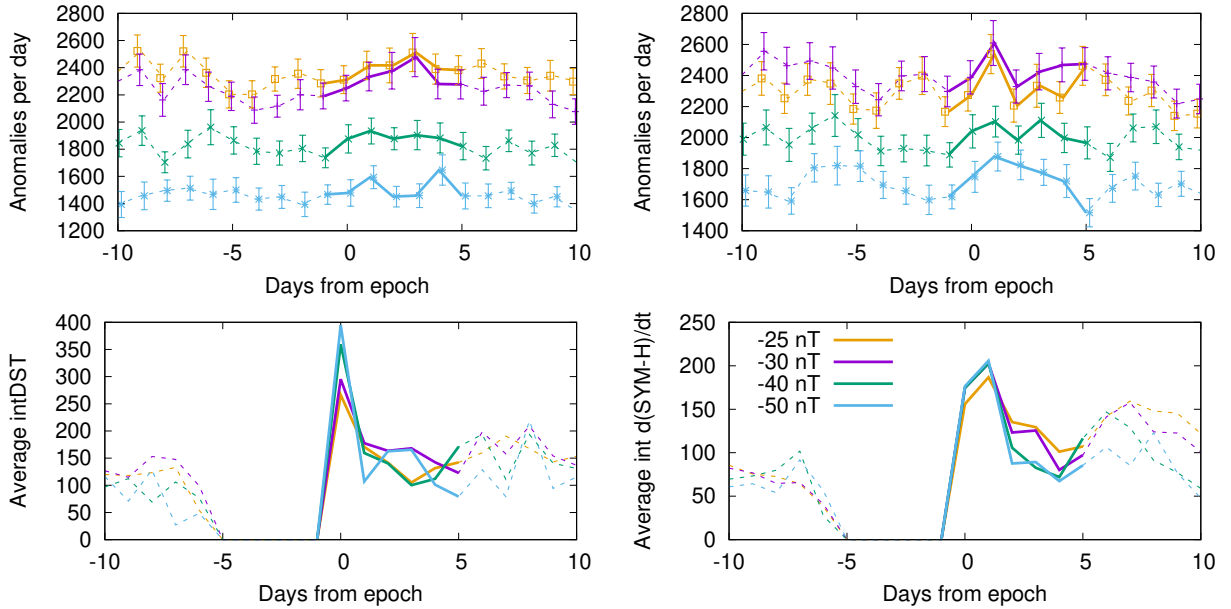 2800
2600
2400
2200
2000
1800
1600
1400
1200
Anomalies per day
-10 -5 0 5 10
Days from epoch
2800
2600
2400
2200
2000
1800
1600
1400
Anomalies per day
-10 -5 0 5 10
Days from epoch
400
350
300
250
200
150
100
50
0
Average intDST
-10 -5 0 5 10
Days from epoch
250
200
150
100
50
0
Average int d(SYM-H)/dt
-25 nT
-30 nT
-40 nT
-50 nT
-10 -5 0 5 10
Days from epoch